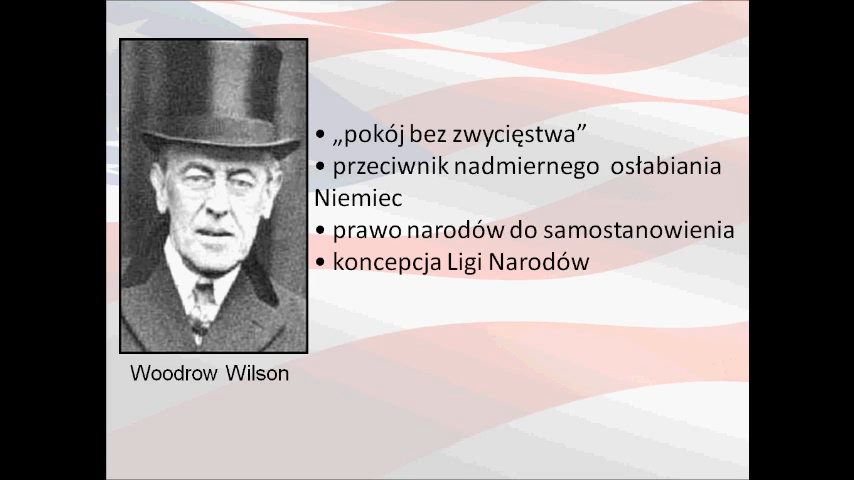 • „pokój bez zwycięstwa”
• przeciwnik nadmiernego osłabiania
Niemiec
• prawo narodów do samostanowienia
• koncepcja Ligi Narodów
Woodrow Wilson